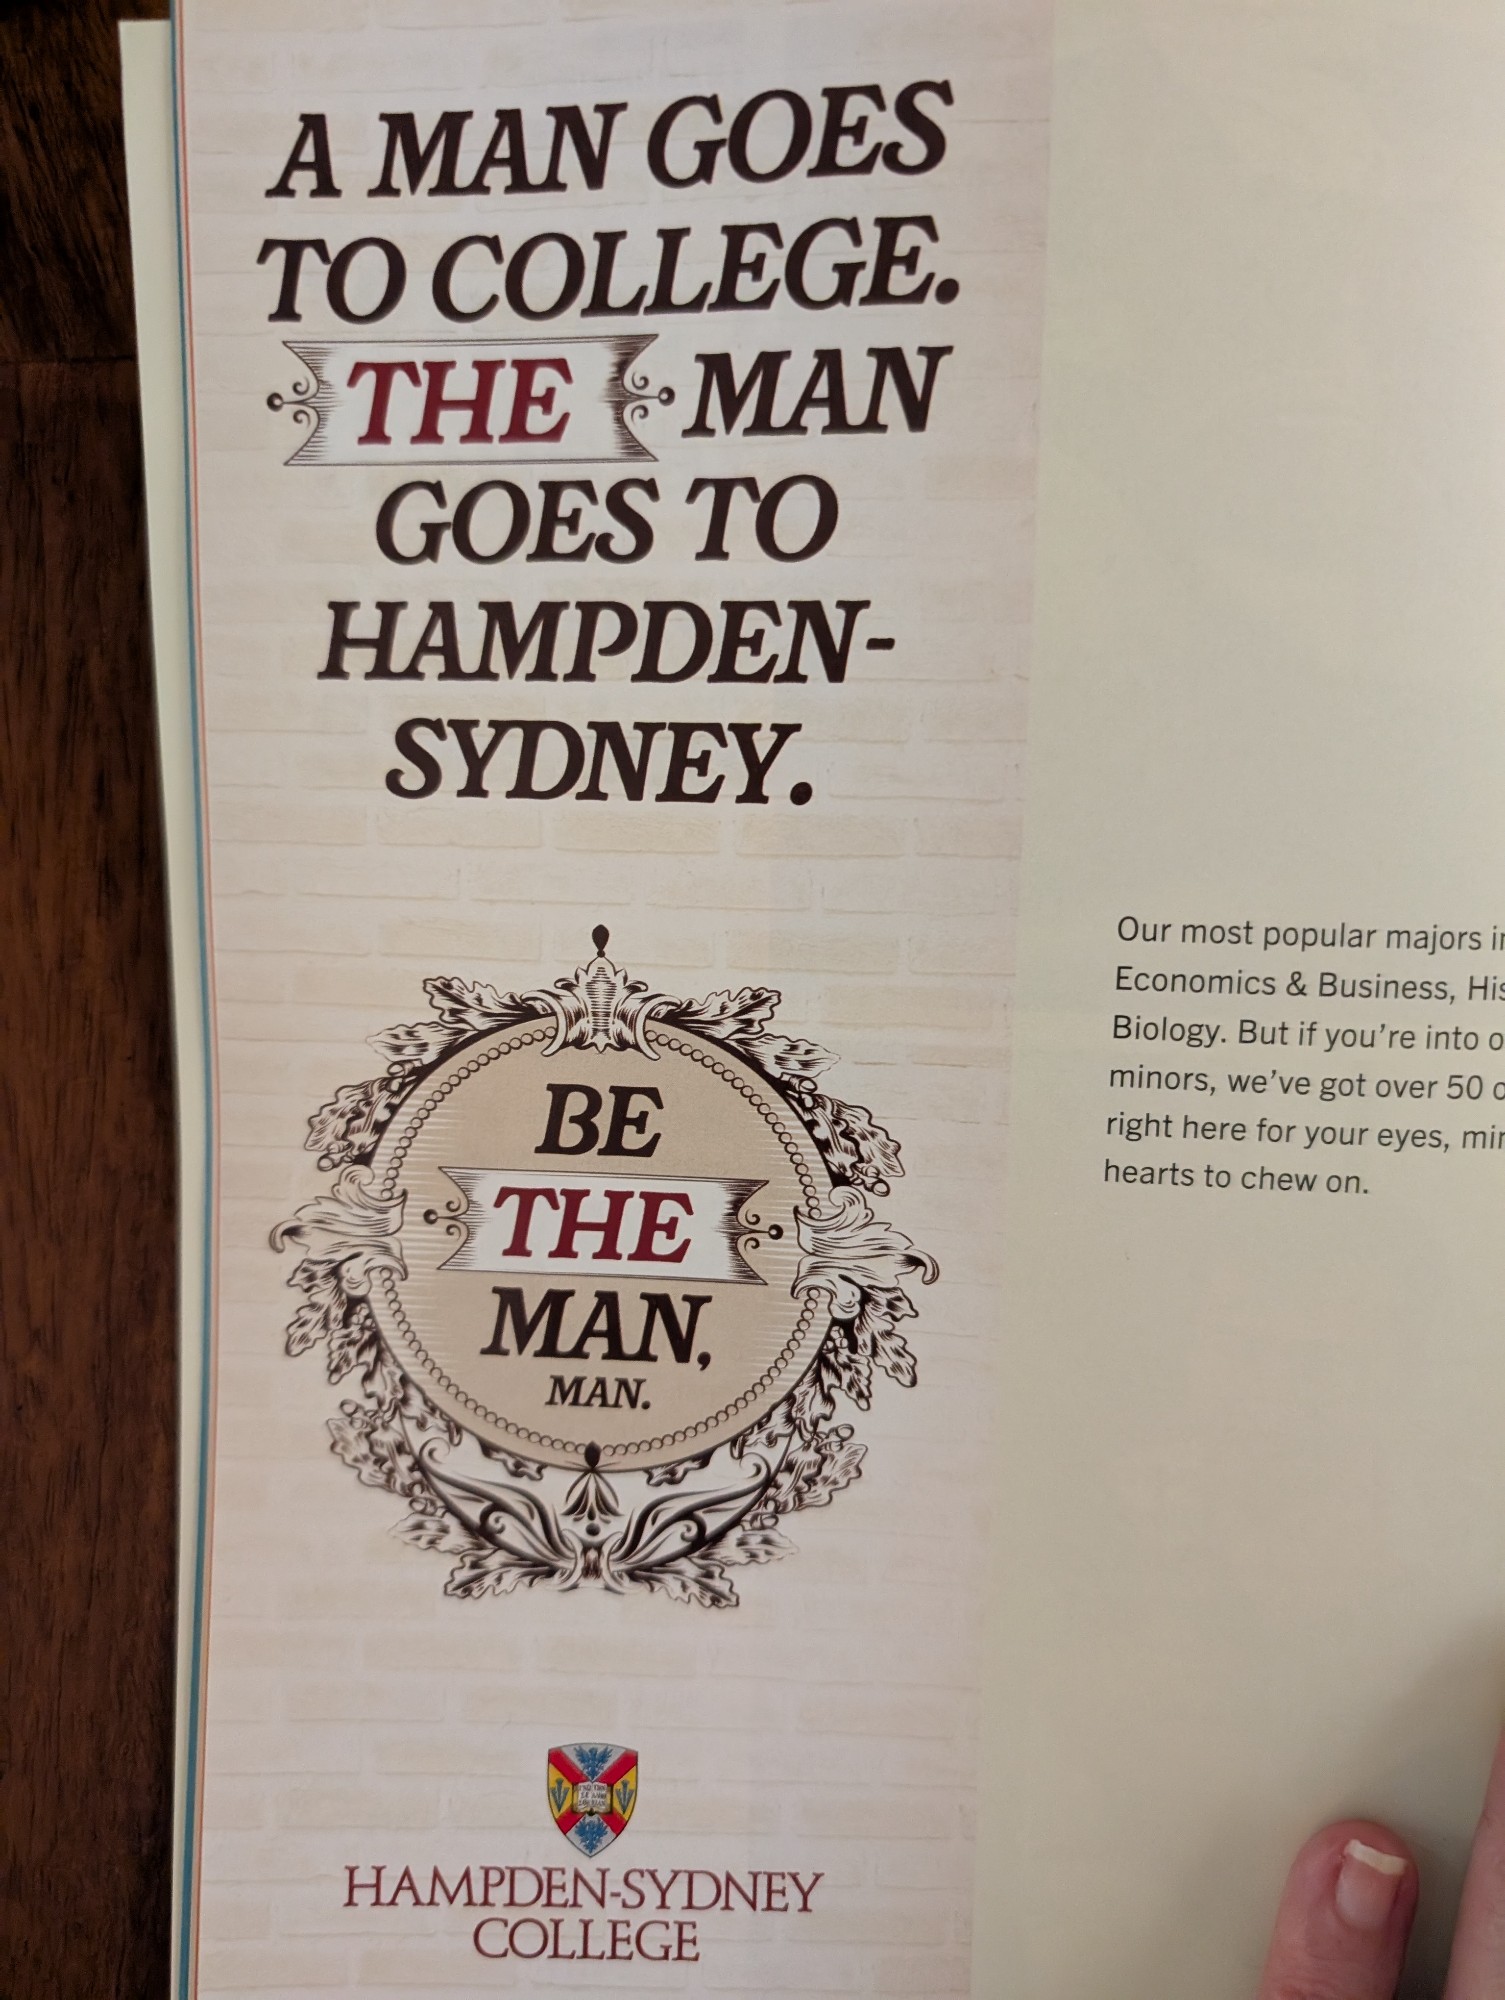 A MAN GOES
TO COLLEGE.
THE MAN
GOES TO
HAMPDEN-
SYDNEY.
BE
THE
MAN,
MAN.
HAMPDEN-SYDNEY
COLLEGE
Our most popular majors
Economics & Business,
Biology. But if you're into
minors, we've got over 50
right here for your eyes,
hearts to chew on.